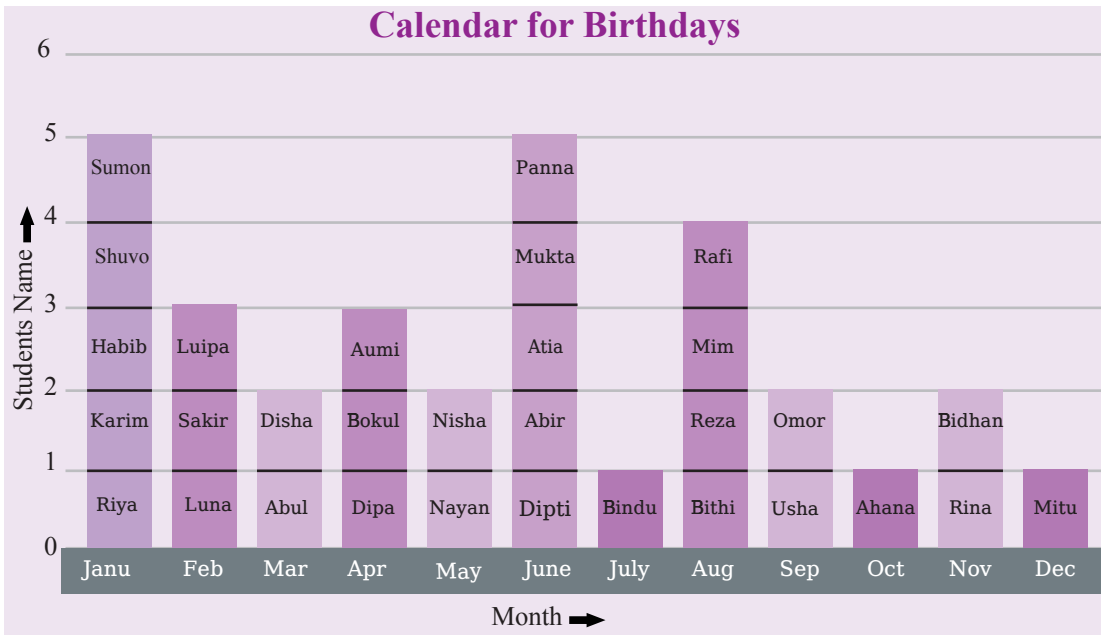 Calendar for Birthdays
6
5
4
3
2
1
0
Students Name
Sumon
Panna
Shuvo
Mukta
Rafi
Habib
Luipa
Aumi
Atia
Mim
Karim
Sakir
Disha
Bokul
Nisha
Abir
Reza
Omor
Bidhan
Riya
Luna
Abul
Dipa
Nayan
Dipti
Bindu
Bithi
Usha
Ahana
Rina
Mitu
Janu Feb Mar Apr May June July Aug Sep Oct Nov Dec
Month